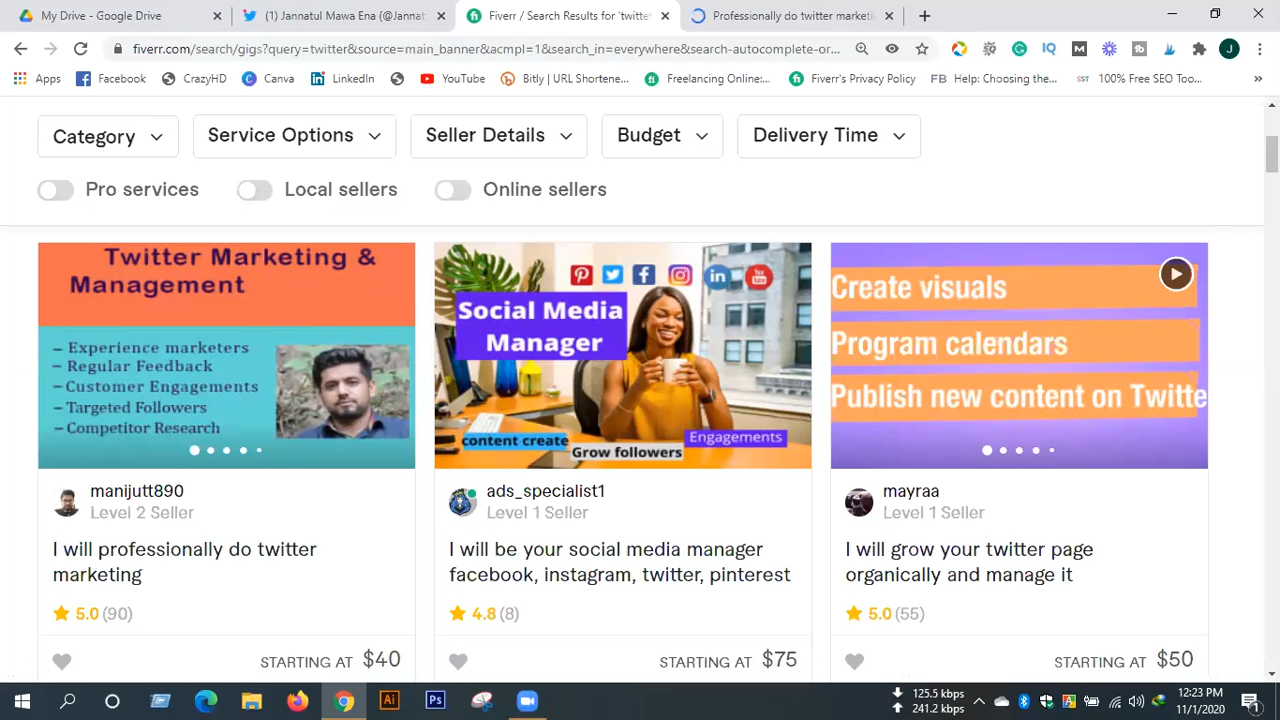 My Drive - Google Drive
(1) Jannatul Mawa Ena (@Jannat
Fiverr / Search Results for 'twitte
Professionally do twitter marketi
fiverr.com/search/gigs?query=twitter&source=main_banner&acmpl=1&search_in=everywhere&search-autocomplete-or...
Apps
Facebook
CrazyHD
Canva
LinkedIn
YouTube
Bitly | URL Shortene...
Freelancing Online:...
Fiverr's Privacy Policy
FB Help: Choosing the...
SST 100% Free SEO Too...
Category
Service Options
Seller Details
Budget
Delivery Time
Pro services
Local sellers
Online sellers
Twitter Marketing &
Management
– Experience marketers
– Regular Feedback
– Customer Engagements
– Targeted Followers
– Competitor Research
Social Media
Manager
content create
Grow followers
Engagements
Create visuals
Program calendars
Publish new content on Twitte
manijutt890
Level 2 Seller
I will professionally do twitter
marketing
5.0 (90)
STARTING AT $40
ads_specialist1
Level 1 Seller
I will be your social media manager
facebook, instagram, twitter, pinterest
4.8 (8)
STARTING AT $75
mayraa
Level 1 Seller
I will grow your twitter page
organically and manage it
5.0 (55)
STARTING AT $50
125.5 kbps
241.2 kbps
12:23 PM
11/1/2020